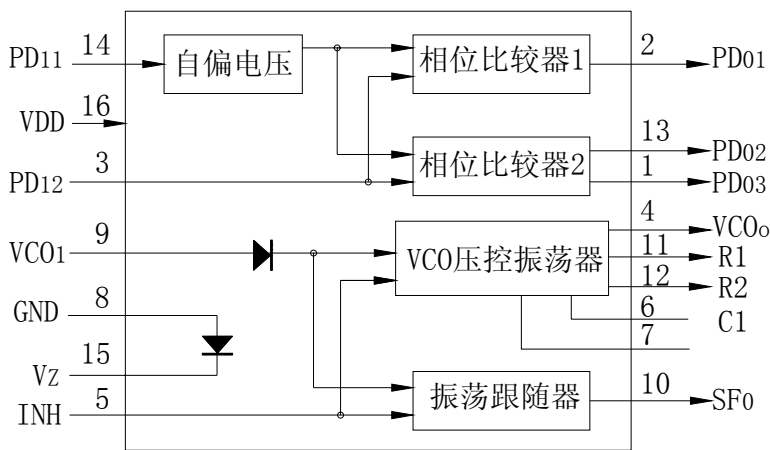 PD11 14 自偏电压 相位比较器1 2 PD01
VDD 16
PD12 3 相位比较器2 13 PD02
1 PD03
VCO1 9 VCO压控振荡器 4 VCOo
11 R1
12 R2
GND 8 6 C1
7
VZ 15
INH 5 振荡跟随器 10 SF0